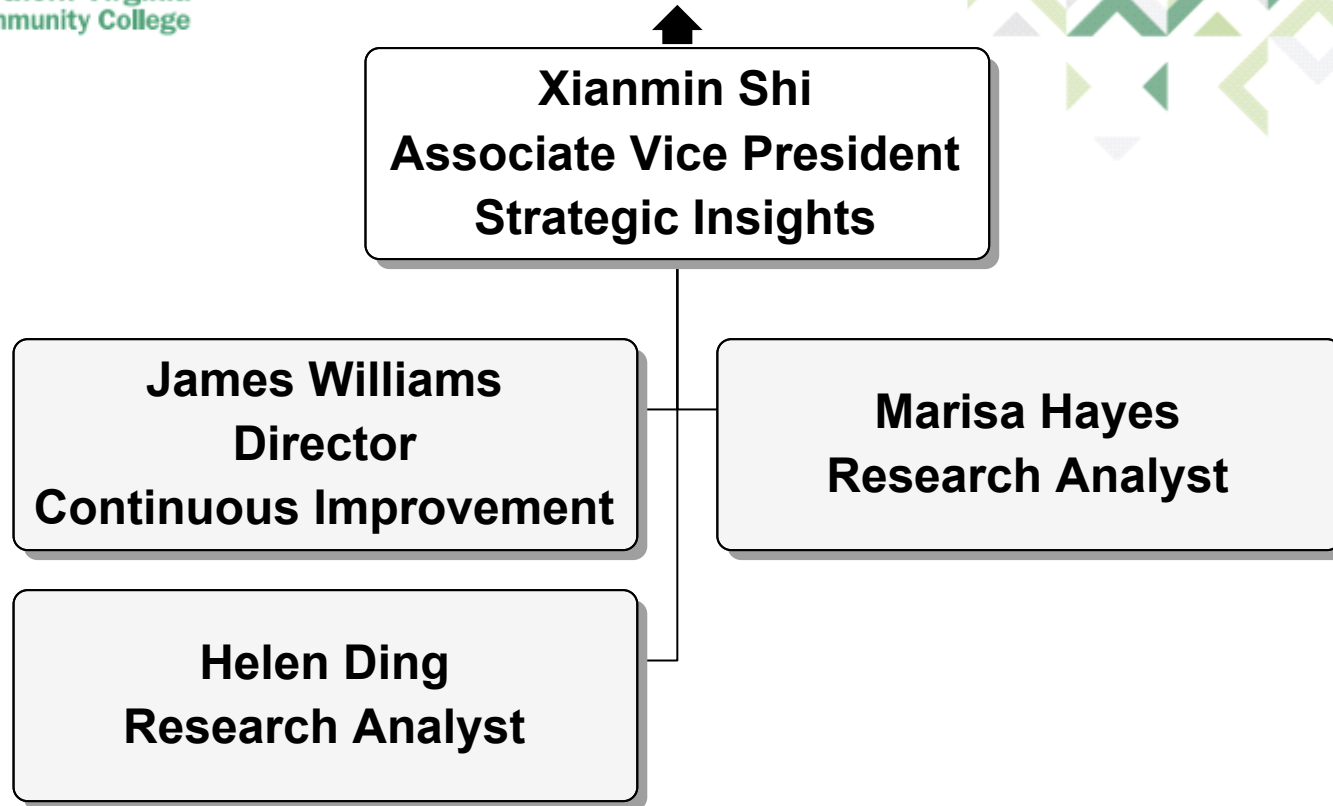 Community College
Xianmin Shi
Associate Vice President
Strategic Insights
James Williams
Director
Continuous Improvement
Marisa Hayes
Research Analyst
Helen Ding
Research Analyst